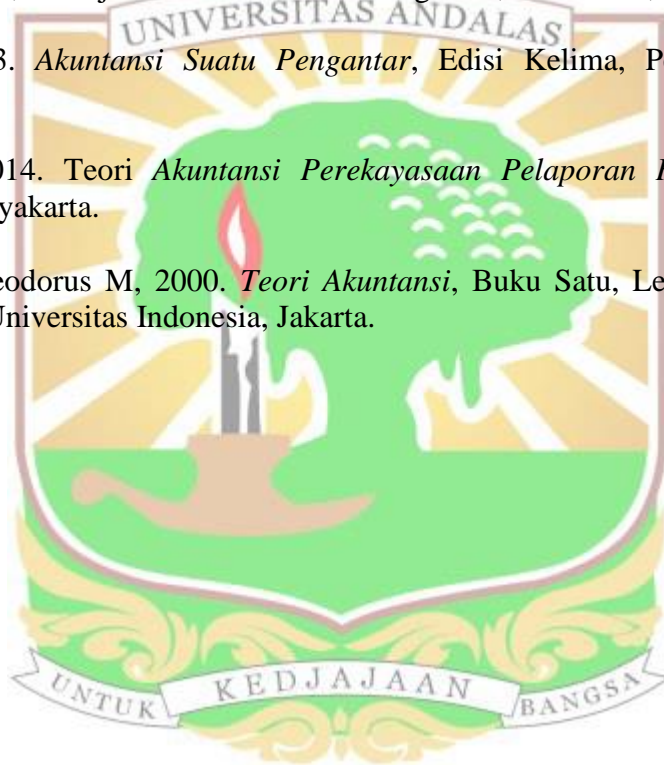 UNIVERSITAS ANDALAS
3. Akuntansi Suatu Pengantar, Edisi Kelima,
014. Teori Akuntansi Perekayasaan Pelaporan
yakarta.
eodorus M, 2000. Teori Akuntansi, Buku Satu,
Universitas Indonesia, Jakarta.
UNTUK KEDJAJAAN BANGSA